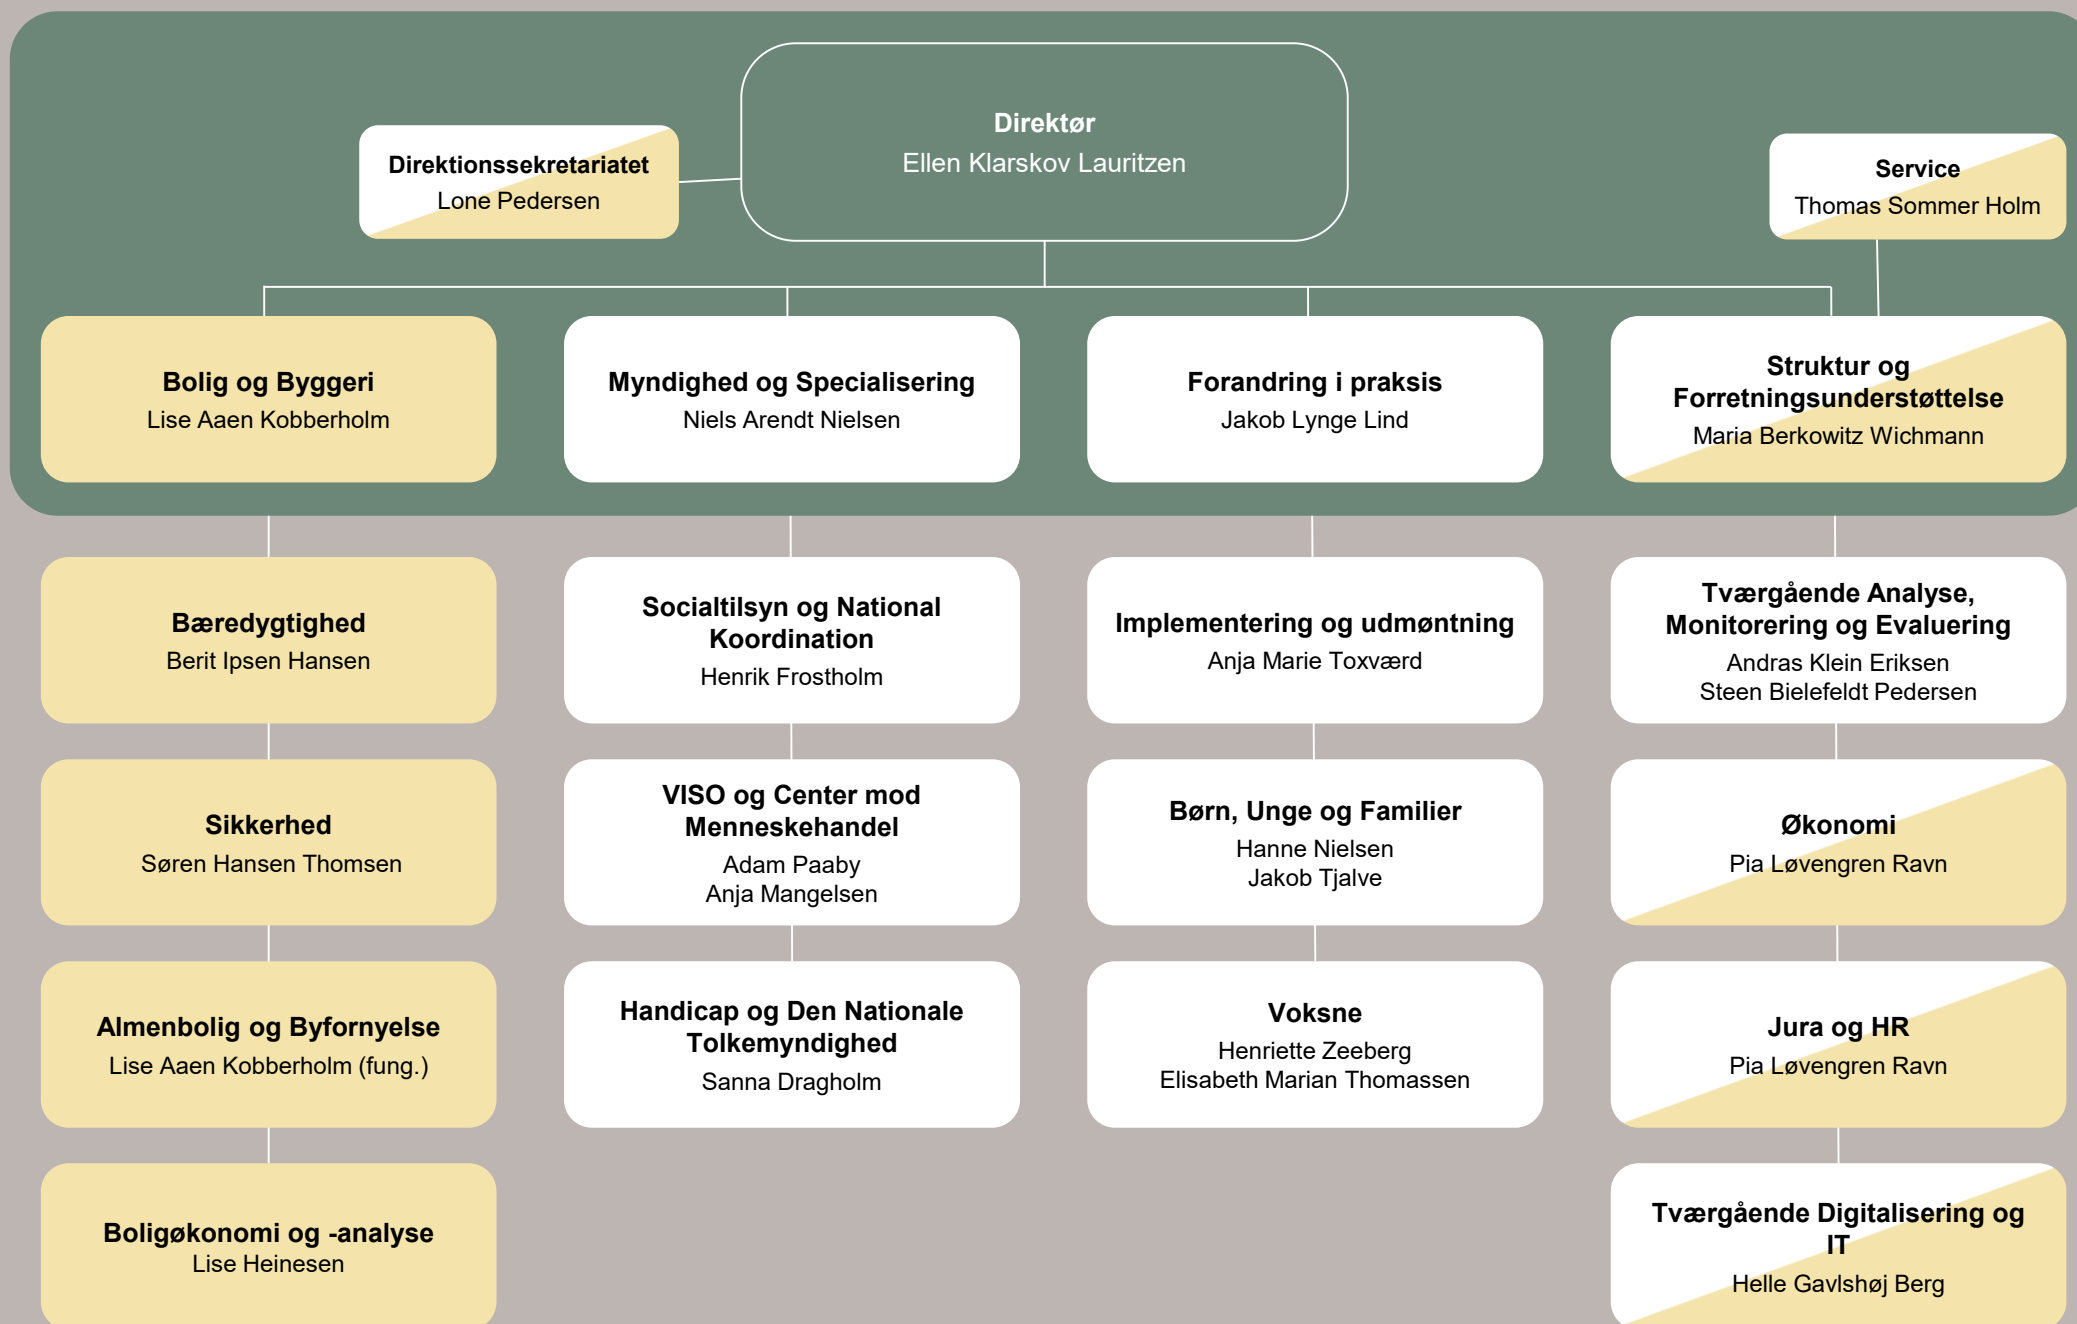 Direktør
Ellen Klarskov Lauritzen
Direktionssekretariatet
Lone Pedersen
Service
Thomas Sommer Holm
Bolig og Byggeri
Lise Aaen Kobberholm
Myndighed og Specialisering
Niels Arendt Nielsen
Forandring i praksis
Jakob Lynge Lind
Struktur og
Forretningsunderstøttelse
Maria Berkowitz Wichmann
Bæredygtighed
Berit Ipsen Hansen
Socialtilsyn og National
Koordination
Henrik Frostholm
Implementering og udmøntning
Anja Marie Toxværd
Tværgående Analyse,
Monitorering og Evaluering
Andras Klein Eriksen
Steen Bielefeldt Pedersen
Sikkerhed
Søren Hansen Thomsen
VISO og Center mod
Menneskehandel
Adam Paaby
Anja Mangelsen
Børn, Unge og Familier
Hanne Nielsen
Jakob Tjalve
Økonomi
Pia Løvengren Ravn
Almenbolig og Byfornyelse
Lise Aaen Kobberholm (fung.)
Handicap og Den Nationale
Tolkemyndighed
Sanna Dragholm
Voksne
Henriette Zeeberg
Elisabeth Marian Thomassen
Jura og HR
Pia Løvengren Ravn
Boligøkonomi og -analyse
Lise Heinesen
Tværgående Digitalisering og
IT
Helle Gavlshøj Berg